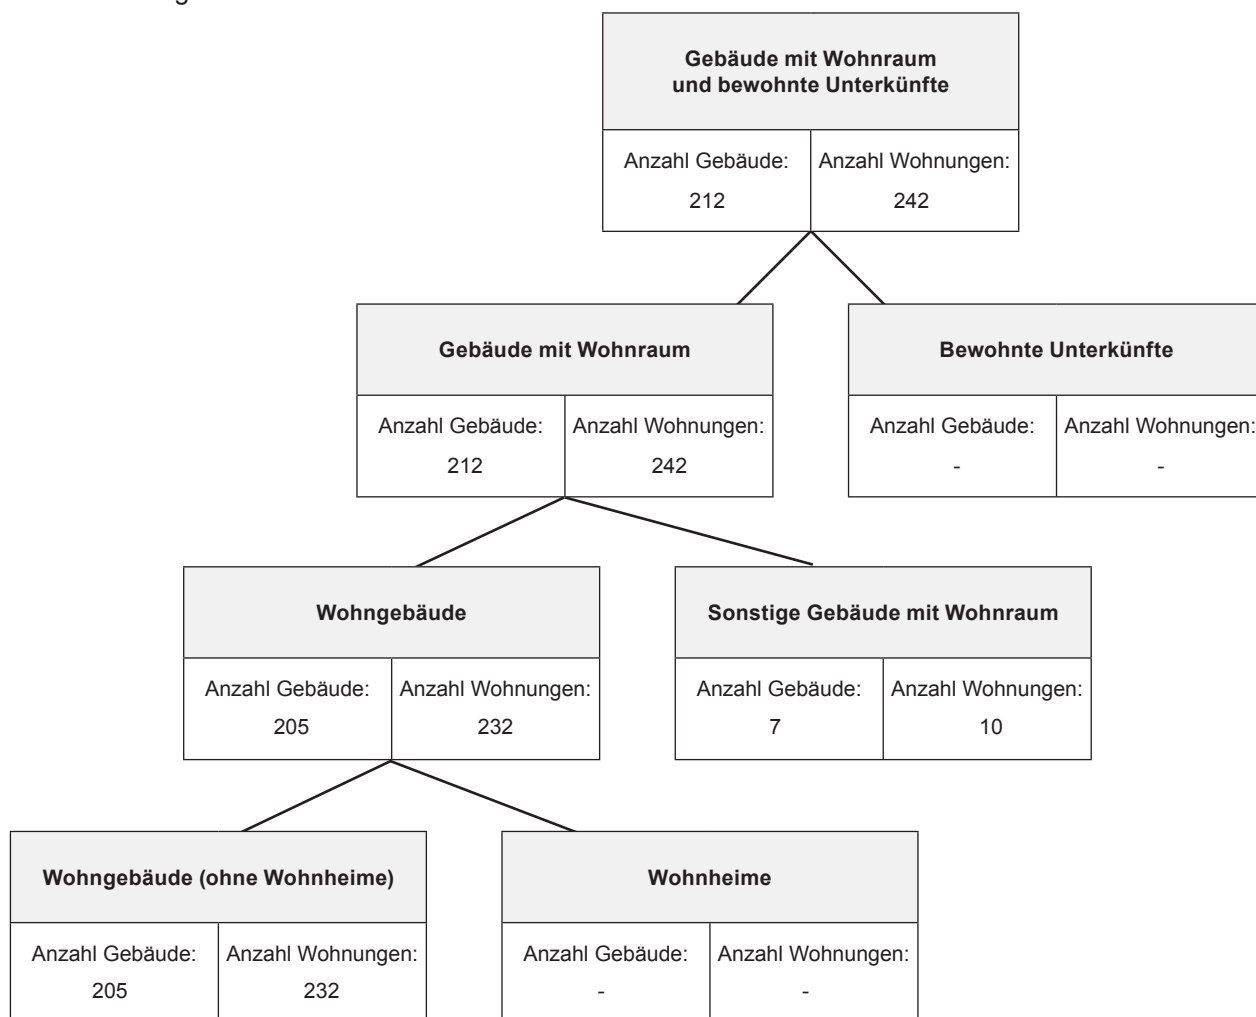 Gebäude mit Wohnraum
und bewohnte Unterkünfte
Anzahl Gebäude: Anzahl Wohnungen:
212 242
Gebäude mit Wohnraum
Anzahl Gebäude: Anzahl Wohnungen:
212 242
Bewohnte Unterkünfte
Anzahl Gebäude: Anzahl Wohnungen:
- -
Wohngebäude
Anzahl Gebäude: Anzahl Wohnungen:
205 232
Sonstige Gebäude mit Wohnraum
Anzahl Gebäude: Anzahl Wohnungen:
7 10
Wohngebäude (ohne Wohnheime)
Anzahl Gebäude: Anzahl Wohnungen:
205 232
Wohnheime
Anzahl Gebäude: Anzahl Wohnungen:
- -